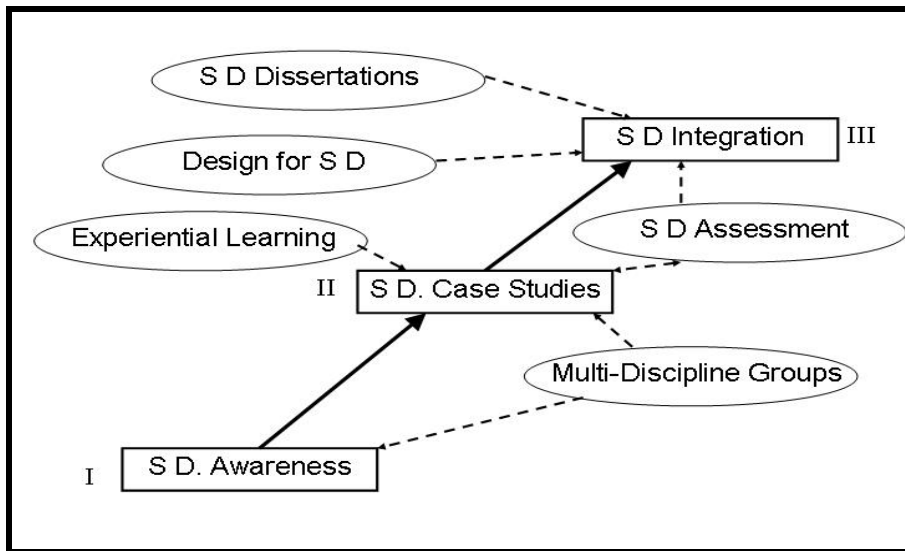 S D Dissertations
S D Integration
III
Design for S D
Experiential Learning
S D Assessment
II
S D. Case Studies
Multi-Discipline Groups
S D. Awareness
I